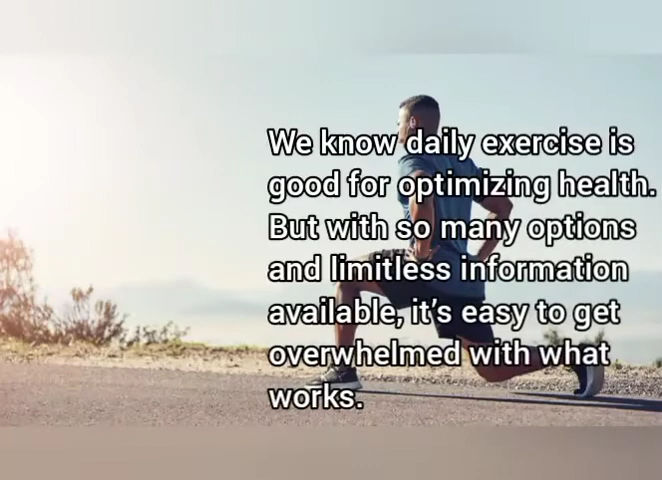 We know daily exercise is
good for optimizing health.
But with so many options
and limitless information
available, it’s easy to get
overwhelmed with what
works.